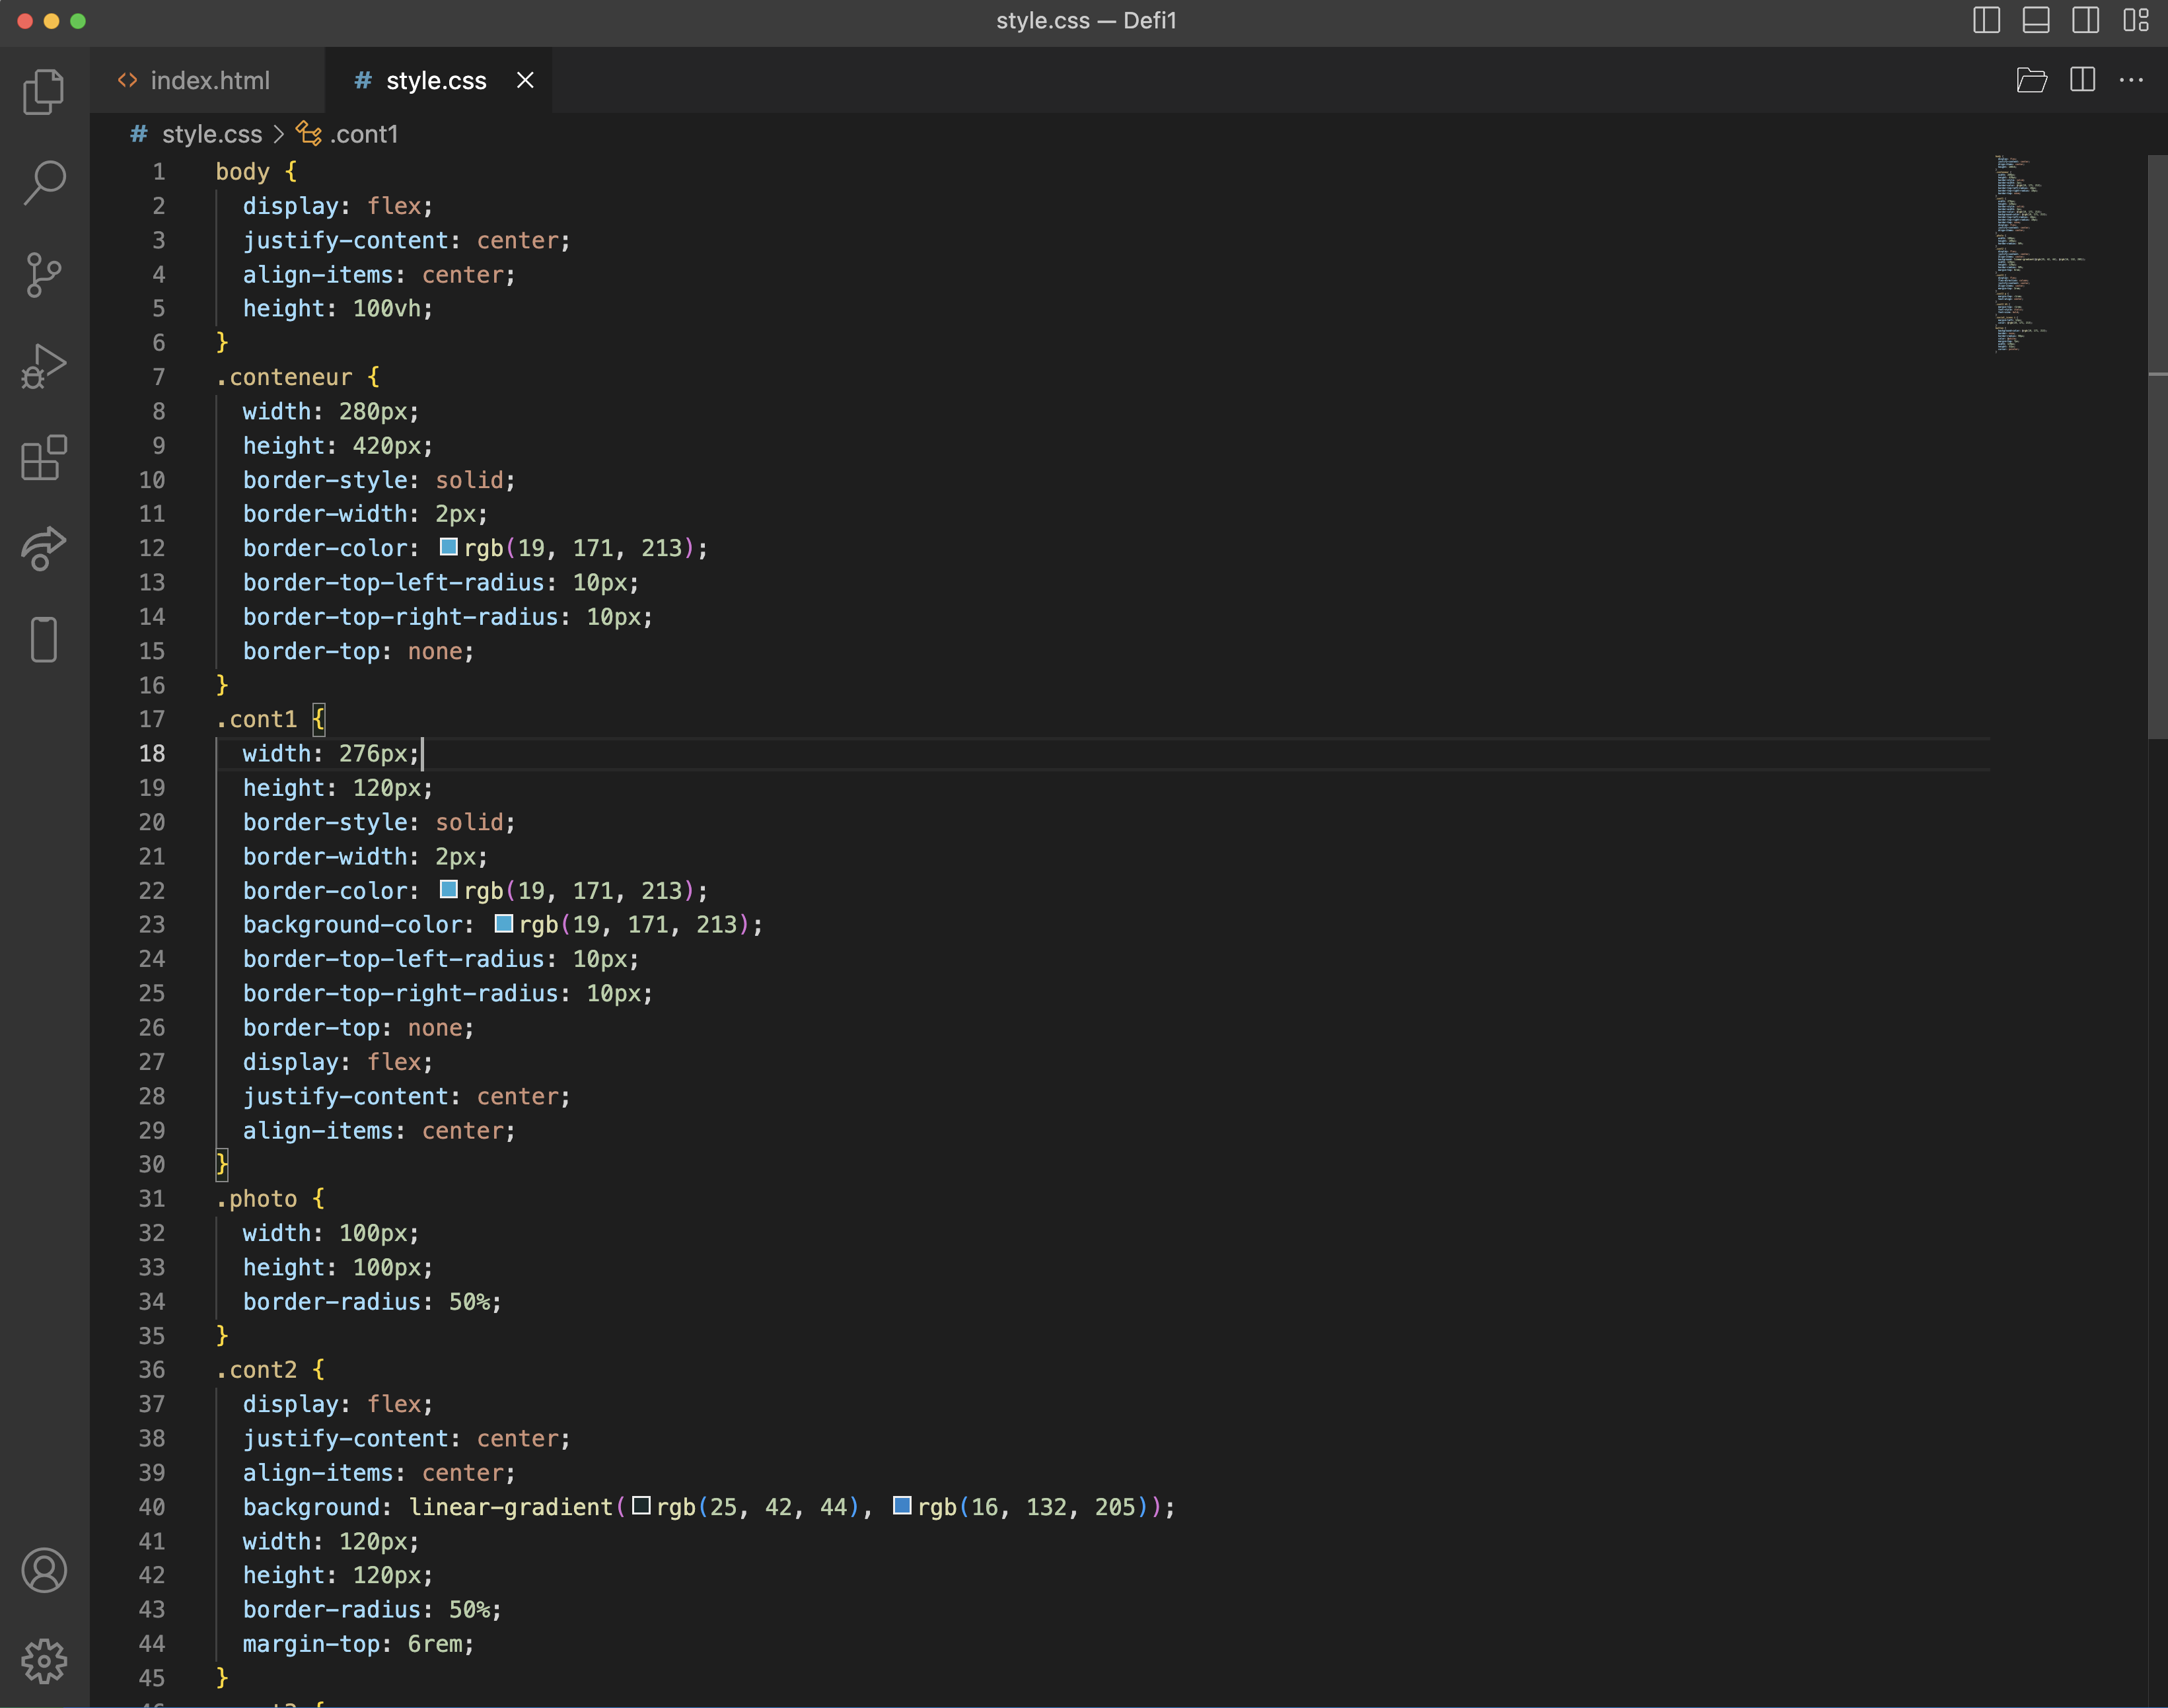 style.css — Defi1
index.html
# style.css
# style.css > .cont1
1 body {
2 display: flex;
3 justify-content: center;
4 align-items: center;
5 height: 100vh;
6 }
7 .conteneur {
8 width: 280px;
9 height: 420px;
10 border-style: solid;
11 border-width: 2px;
12 border-color: rgb(19, 171, 213);
13 border-top-left-radius: 10px;
14 border-top-right-radius: 10px;
15 border-top: none;
16 }
17 .cont1 {
18 width: 276px;
19 height: 120px;
20 border-style: solid;
21 border-width: 2px;
22 border-color: rgb(19, 171, 213);
23 background-color: rgb(19, 171, 213);
24 border-top-left-radius: 10px;
25 border-top-right-radius: 10px;
26 border-top: none;
27 display: flex;
28 justify-content: center;
29 align-items: center;
30 }
31 .photo {
32 width: 100px;
33 height: 100px;
34 border-radius: 50%;
35 }
36 .cont2 {
37 display: flex;
38 justify-content: center;
39 align-items: center;
40 background: linear-gradient(rgb(25, 42, 44), rgb(16, 132, 205));
41 width: 120px;
42 height: 120px;
43 border-radius: 50%;
44 margin-top: 6rem;
45 }